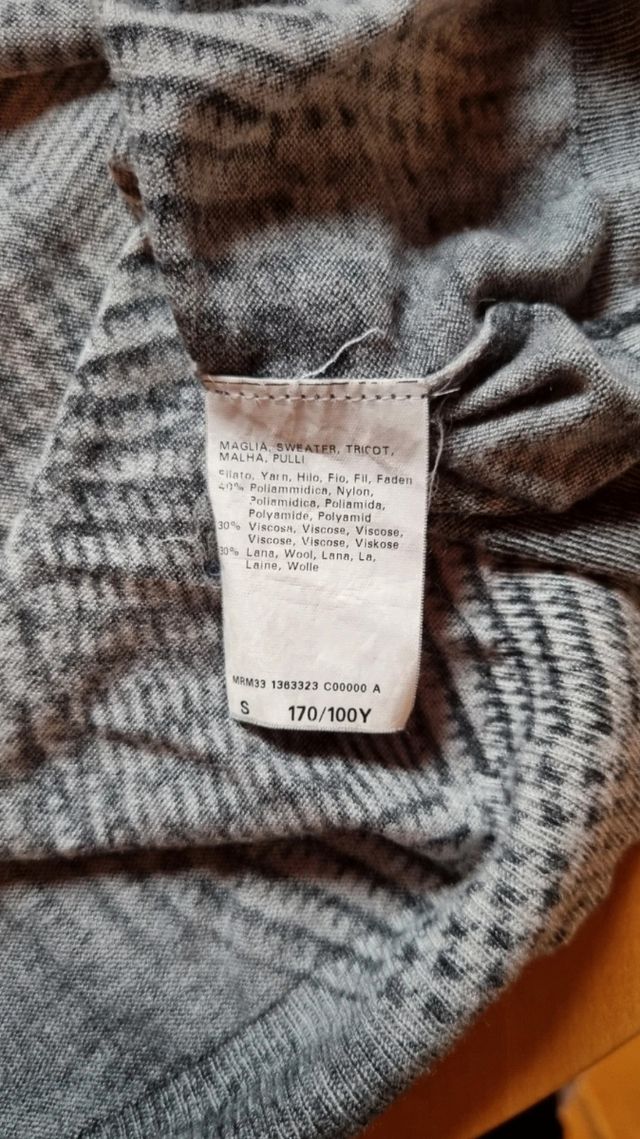 MAGLIA, SWEATER, TRICOT,
MALHA, PULLI
Filato, Yarn, Hilo, Fio, Fil, Faden
40% Poliammidica, Nylon,
Poliamidica, Poliamida,
Polyamide, Polyamid
30% Viscosa, Viscose, Viscose,
Viscose, Viscose, Viskose
30% Lana, Wool, Lana, La,
Laine, Wolle
MRM33 1363323 C00000 A
S 170/100Y